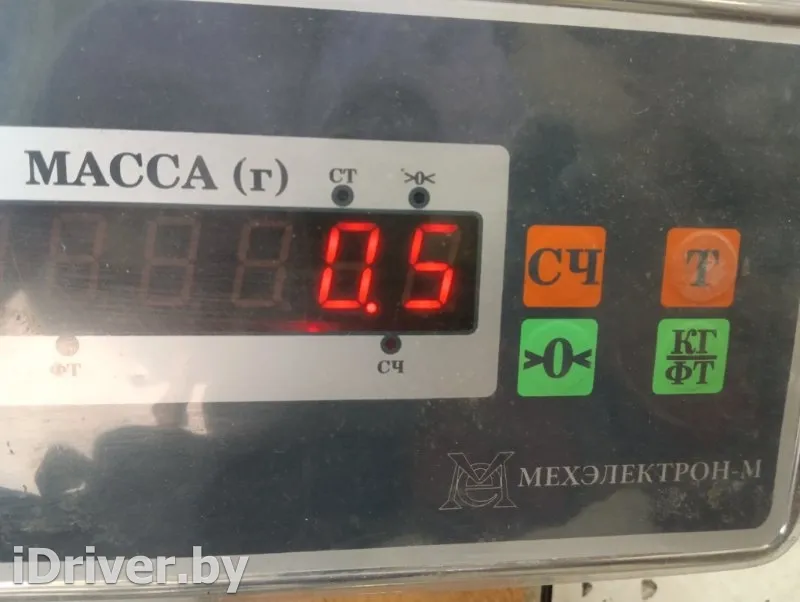 МАССА (г)
СТ
>0<
0.5
ФТ
СЧ
СЧ
Т
>0<
КГ
ФТ
МЕХЭЛЕКТРОН-М
iDriver.by